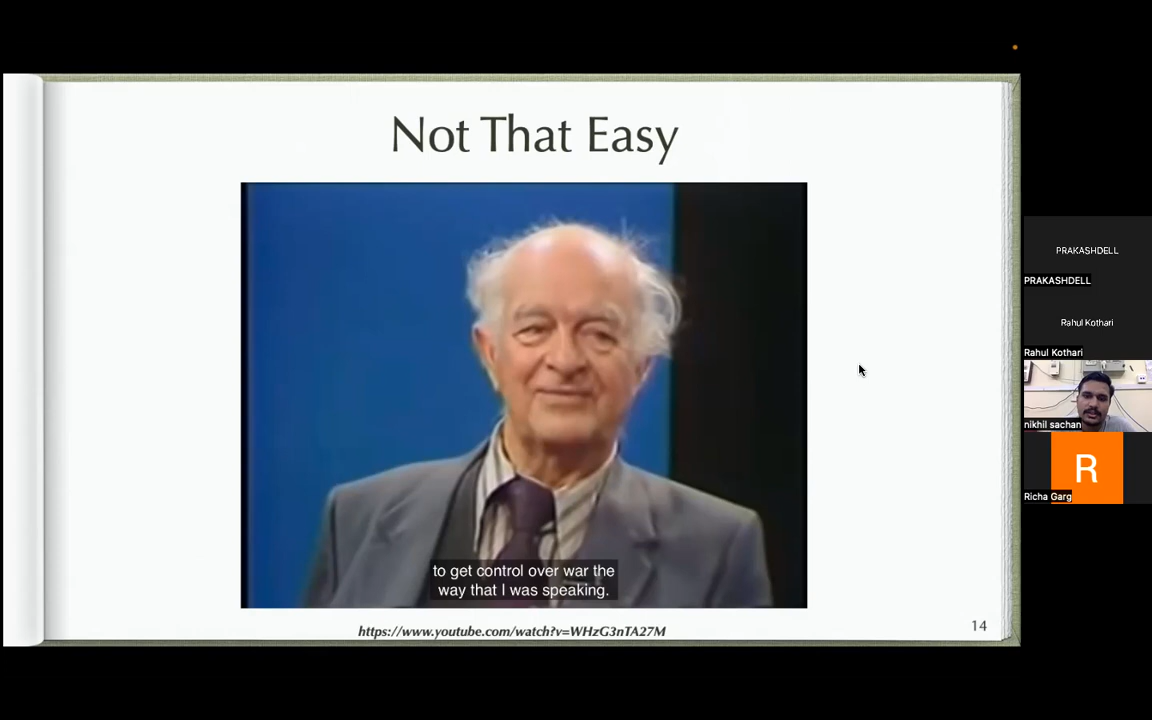 Not That Easy
to get control over war the
way that I was speaking.
https://www.youtube.com/watch?v=WHzG3nTA27M
14
PRAKASHDELL
PRAKASHDELL
Rahul Kothari
Rahul Kothari
nikhil sachan
R
Richa Garg